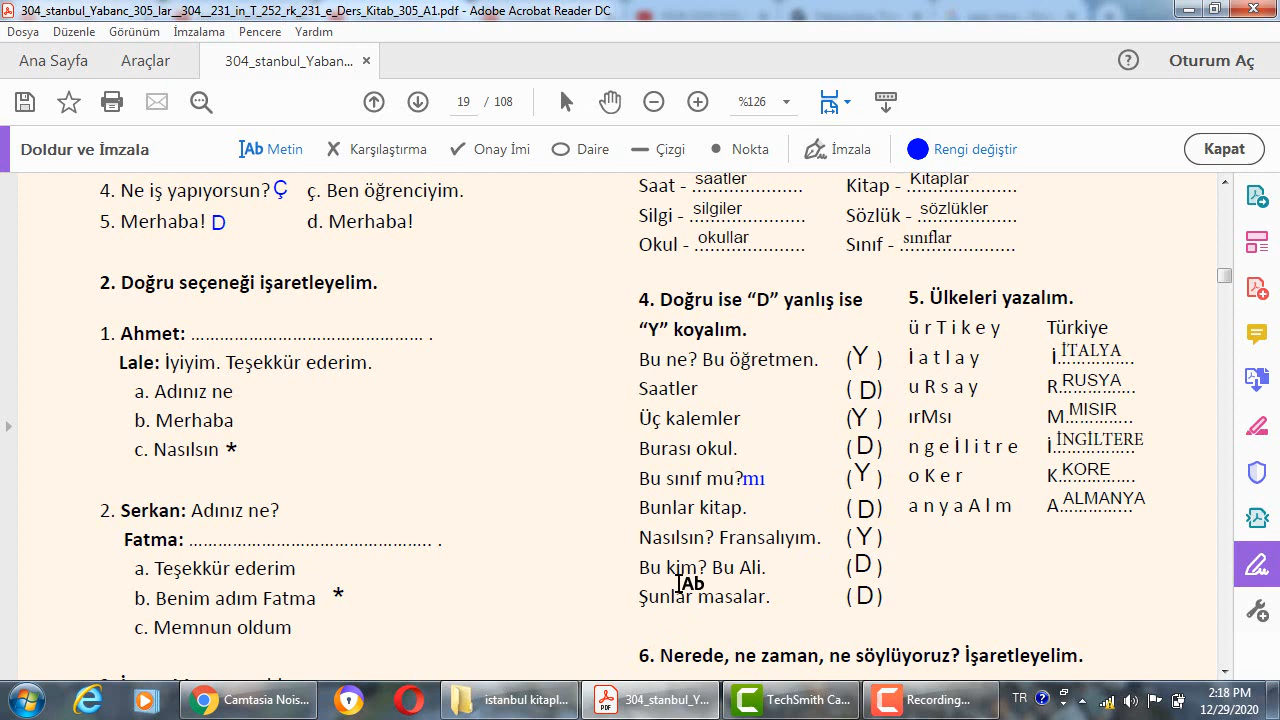 304_stanbul_Yabanc_305_lar__304__231_in_T_252_rk_231_e_Ders_Kitab_305_A1.pdf - Adobe Acrobat Reader DC
Dosya Düzenle Görünüm İmzalama Pencere Yardım
Ana Sayfa Araçlar 304_stanbul_Yaban... × Oturum Aç
19 / 108 %126
Doldur ve İmzala Ab Metin Karşılaştırma Onay İmi Daire Çizgi Nokta İmzala Rengi değiştir Kapat
4. Ne iş yapıyorsun? Ç ç. Ben öğrenciyim.
5. Merhaba! D d. Merhaba!
2. Doğru seçeneği işaretleyelim.
1. Ahmet: ………………………………………… .
Lale: İyiyim. Teşekkür ederim.
a. Adınız ne
b. Merhaba
c. Nasılsın *
2. Serkan: Adınız ne?
Fatma: ………………………………………… .
a. Teşekkür ederim
b. Benim adım Fatma *
c. Memnun oldum
Saat - saatler Kitap - Kitaplar
Silgi - silgiler Sözlük - sözlükler
Okul - okullar Sınıf - sınıflar
4. Doğru ise “D” yanlış ise
“Y” koyalım.
Bu ne? Bu öğretmen. (Y)
Saatler (D)
Üç kalemler (Y)
Burası okul. (D)
Bu sınıf mu?mı (Y)
Bunlar kitap. (D)
Nasılsın? Fransalıyım. (Y)
Bu kim? Bu Ali. (D)
Ab
Şunlar masalar. (D)
5. Ülkeleri yazalım.
ü r T i k e y Türkiye
İ a t l a y İ.İTALYA
u R s a y R.RUSYA
ırMsı M.MISIR
n g e İ l i t r e İ.İNGİLTERE
o K e r K.KORE
a n y a A l m A.ALMANYA
6. Nerede, ne zaman, ne söylüyoruz? İşaretleyelim.
Camtasia Nois... istanbul kitapl... 304_stanbul_Y... TechSmith Ca... Recording... TR 2:18 PM
12/29/2020